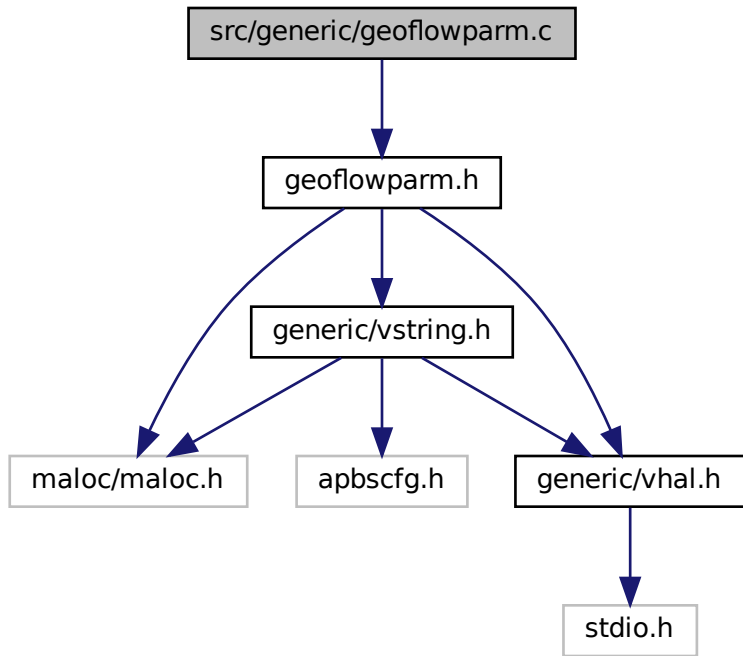 src/generic/geoflowparm.c
geoflowparm.h
generic/vstring.h
maloc/maloc.h
apbscfg.h
generic/vhal.h
stdio.h